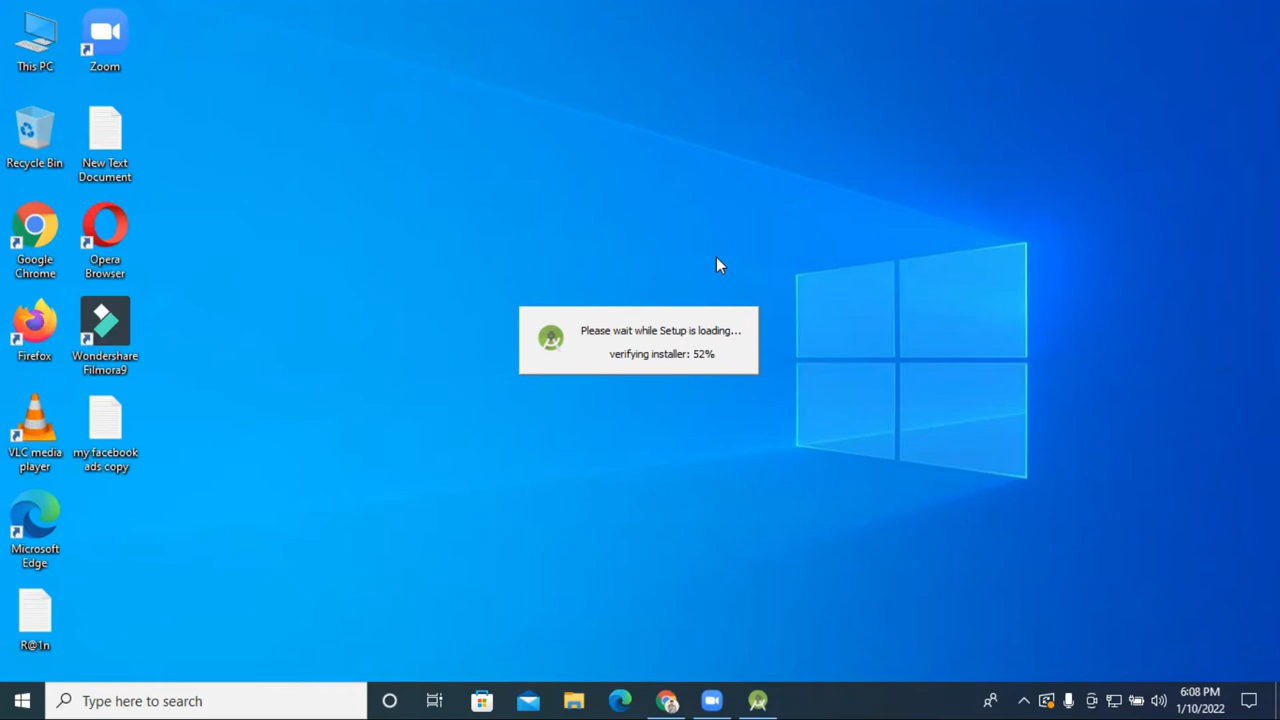 This PC
Zoom
Recycle Bin
New Text
Document
Google
Chrome
Opera
Browser
Firefox
Wondershare
Filmora9
VLC media
player
my facebook
ads copy
Microsoft
Edge
R@1n
Please wait while Setup is loading...
verifying installer: 52%
Type here to search
6:08 PM
1/10/2022